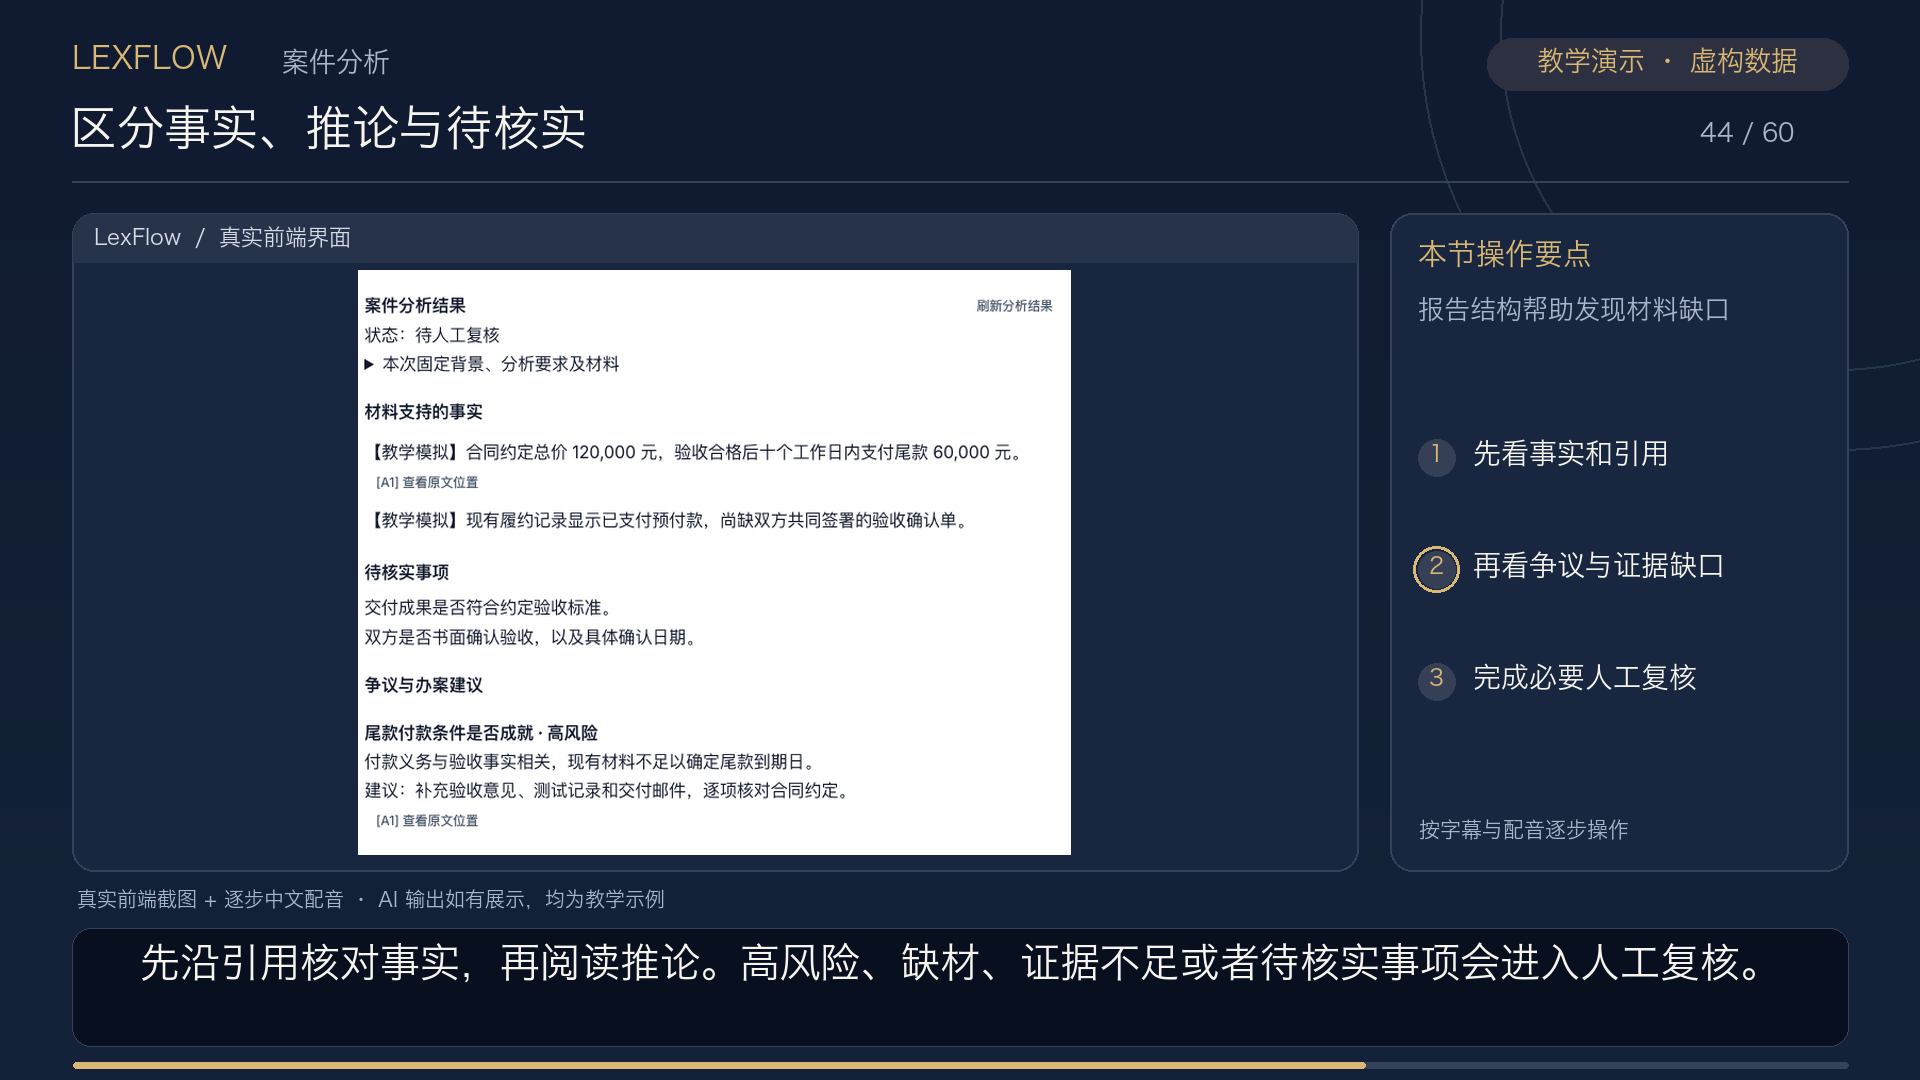 LEXFLOW 案件分析
教学演示 · 虚构数据
区分事实、推论与待核实
44 / 60
LexFlow / 真实前端界面
案件分析结果
刷新分析结果
状态：待人工复核
▶ 本次固定背景、分析要求及材料
材料支持的事实
【教学模拟】合同约定总价 120,000 元，验收合格后十个工作日内支付尾款 60,000 元。
[A1] 查看原文位置
【教学模拟】现有履约记录显示已支付预付款，尚缺双方共同签署的验收确认单。
待核实事项
交付成果是否符合约定验收标准。
双方是否书面确认验收，以及具体确认日期。
争议与办案建议
尾款付款条件是否成就 · 高风险
付款义务与验收事实相关，现有材料不足以确定尾款到期日。
建议：补充验收意见、测试记录和交付邮件，逐项核对合同约定。
[A1] 查看原文位置
本节操作要点
报告结构帮助发现材料缺口
1 先看事实和引用
2 再看争议与证据缺口
3 完成必要人工复核
按字幕与配音逐步操作
真实前端截图 + 逐步中文配音 · AI 输出如有展示，均为教学示例
先沿引用核对事实，再阅读推论。高风险、缺材、证据不足或者待核实事项会进入人工复核。